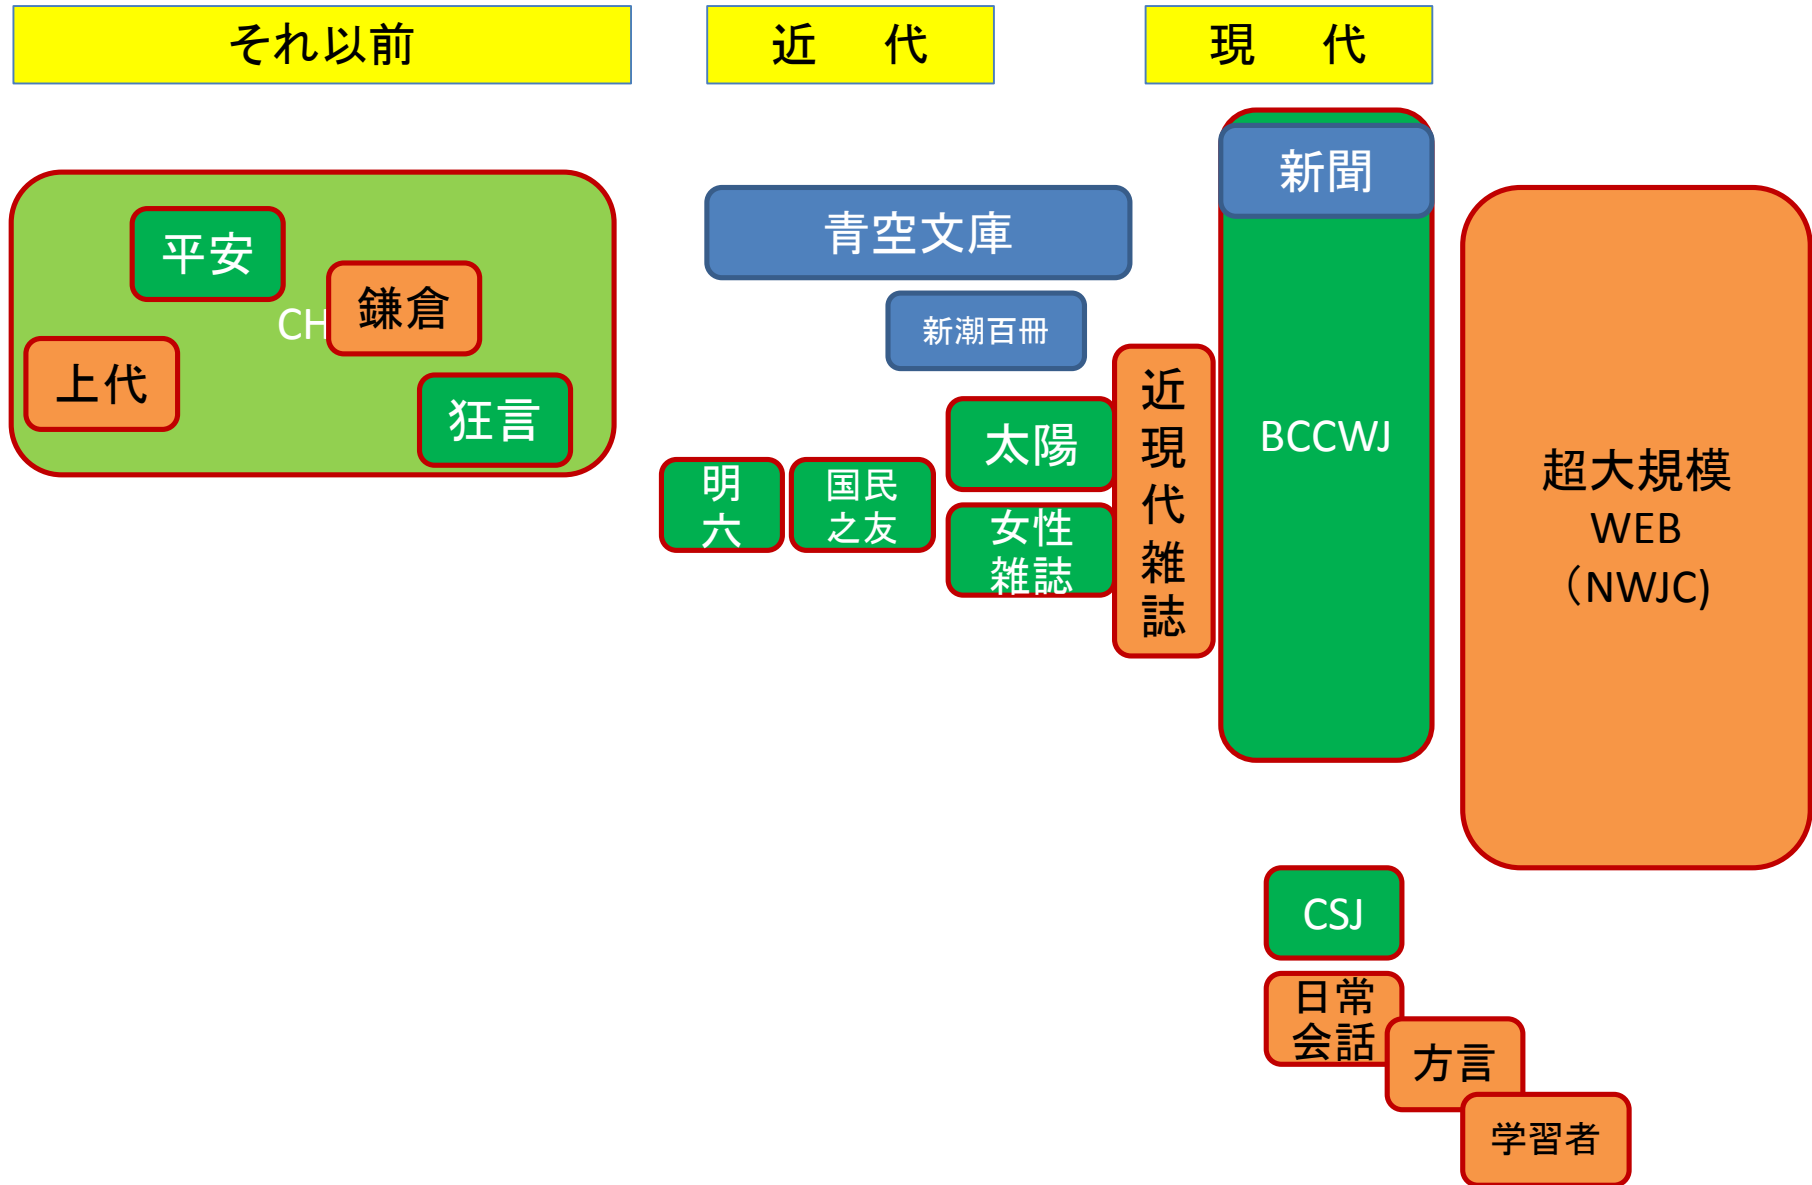 それ以前
近　代
現　代
平安
鎌倉
CH
上代
狂言
青空文庫
新潮百冊
明
六
国民
之友
太陽
女性
雑誌
近
現
代
雑
誌
新聞
BCCWJ
超大規模
WEB
（NWJC)
CSJ
日常
会話
方言
学習者